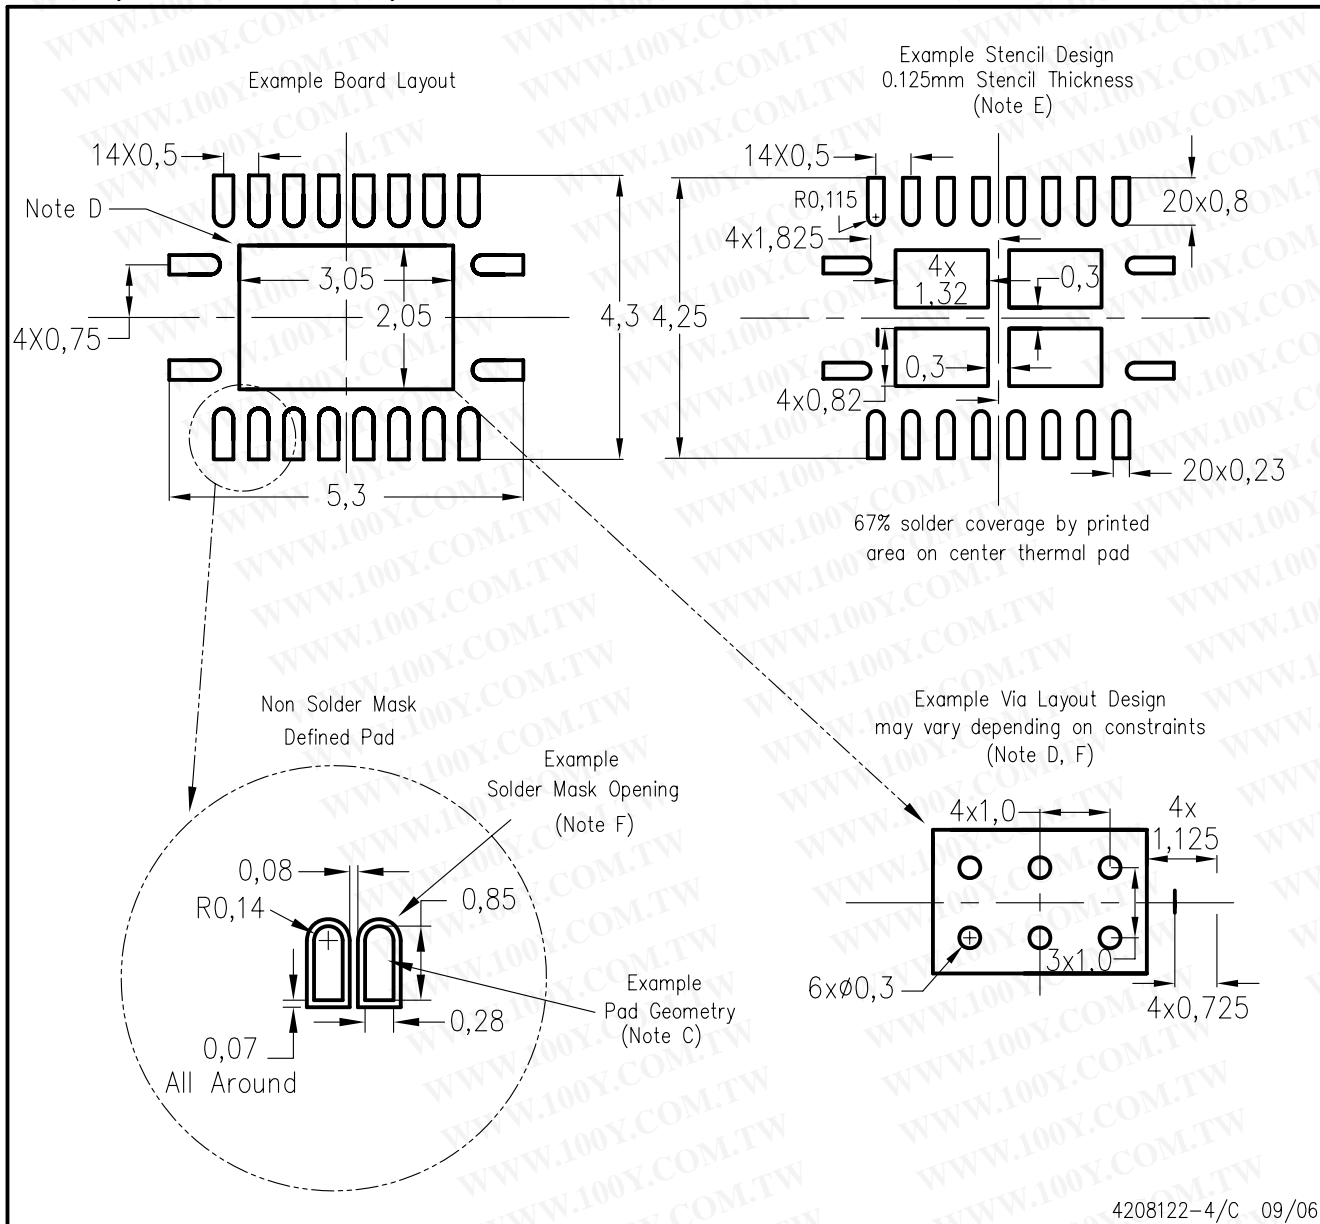 Example Board Layout
14X0,5
Note D
3,05
2,05
4,3
4X0,75
5,3
Example Stencil Design
0.125mm Stencil Thickness
(Note E)
14X0,5
R0,115
20x0,8
4x1,825
4x
1,32
0,3
4,25
0,3
4x0,82
20x0,23
67% solder coverage by printed
area on center thermal pad
Non Solder Mask
Defined Pad
Example
Solder Mask Opening
(Note F)
0,08
R0,14
0,85
Example
Pad Geometry
(Note C)
0,28
0,07
All Around
Example Via Layout Design
may vary depending on constraints
(Note D, F)
4x1,0
4x
1,125
3x1,0
6xø0,3
4x0,725
4208122-4/C 09/06
WWW.100Y.COM.TW